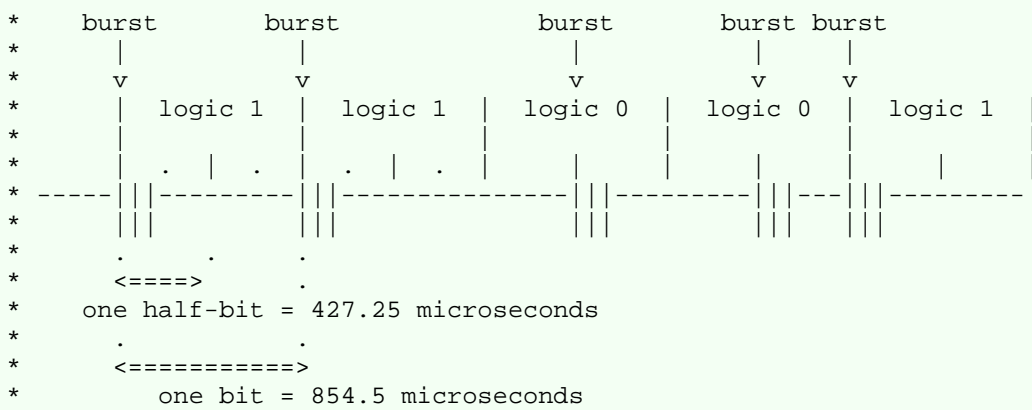 *     burst       burst               burst       burst burst
*       |           |                   |           |     |
*       v           v                   v           v     v
*       |  logic 1  |  logic 1  |  logic 0  |  logic 0  |  logic 1  |
*       |           |           |           |           |           |
*       |  .  |  .  |  .  |  .  |     |     |     |     |     |     |
* -----|||---------|||---------------|||---------|||---|||---------
*       |||         |||               |||         |||   |||
*       .     .     .
*       <====>      .
*     one half-bit = 427.25 microseconds
*       .           .
*       <===========>
*          one bit = 854.5 microseconds